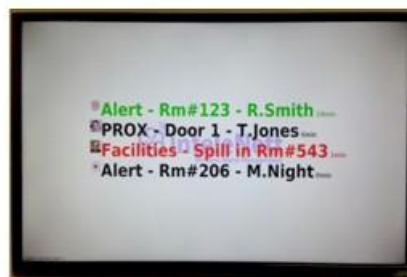 Alert - Rm#123 - R.Smith
PROX - Door 1 - T.Jones
Facilities - Spill in Rm#543
Alert - Rm#206 - M.Night